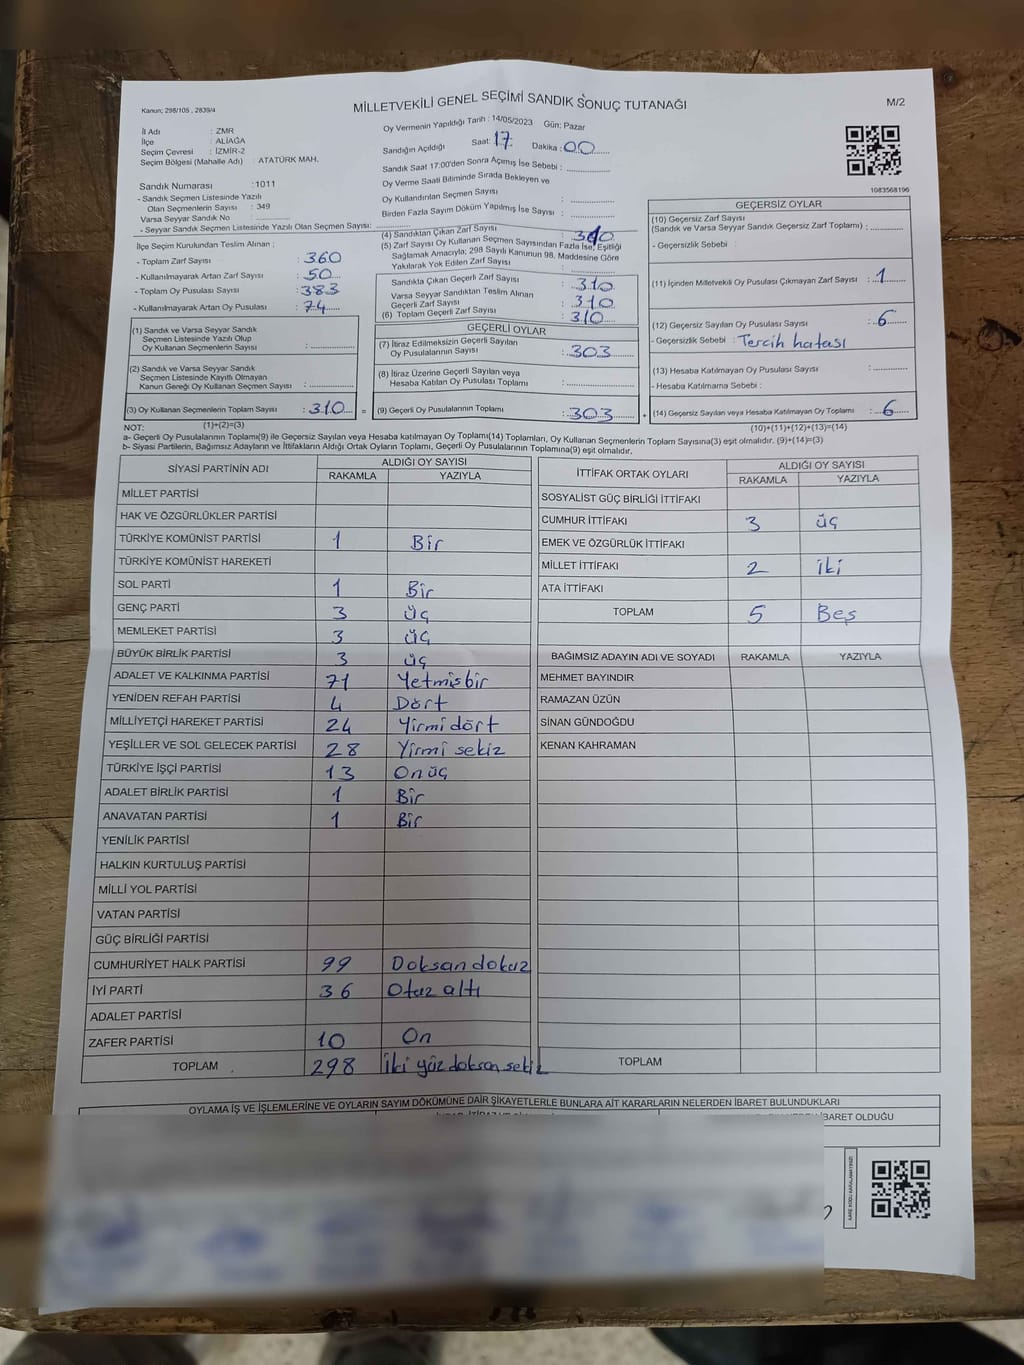 Kanun; 298/105 , 2839/4
MİLLETVEKİLİ GENEL SEÇİMİ SANDIK SONUÇ TUTANAĞI
M/2
İl Adı : ZMR
İlçe : ALİAĞA
Seçim Çevresi : İZMİR-2
Seçim Bölgesi (Mahalle Adı) : ATATÜRK MAH.
Sandık Numarası :1011
- Sandık Seçmen Listesinde Yazılı
Olan Seçmenlerin Sayısı : 349
Varsa Seyyar Sandık No :
- Seyyar Sandık Seçmen Listesinde Yazılı Olan Seçmen Sayısı:
Oy Vermenin Yapıldığı Tarih : 14/05/2023 Gün: Pazar
Sandığın Açıldığı Saat: 17 Dakika : 00
Sandık Saat 17.00'den Sonra Açımış İse Sebebi :
Oy Verme Saati Bitiminde Sırada Bekleyen ve
Oy Kullandırılan Seçmen Sayısı :
Birden Fazla Sayım Döküm Yapılmış İse Sayısı :
1083568196
İlçe Seçim Kurulundan Teslim Alınan ;
- Toplam Zarf Sayısı : 360
- Kullanılmayarak Artan Zarf Sayısı : 50
- Toplam Oy Pusulası Sayısı : 383
- Kullanılmayarak Artan Oy Pusulası : 74
(1) Sandık ve Varsa Seyyar Sandık
Seçmen Listesinde Yazılı Olup
Oy Kullanan Seçmenlerin Sayısı :
(2) Sandık ve Varsa Seyyar Sandık
Seçmen Listesinde Kayıtlı Olmayan
Kanun Gereği Oy Kullanan Seçmen Sayısı :
(3) Oy Kullanan Seçmenlerin Toplam Sayısı : 310 =
(1)+(2)=(3)
(4) Sandıktan Çıkan Zarf Sayısı : 310
(5) Zarf Sayısı Oy Kullanan Seçmen Sayısından Fazla İse, Eşitliği
Sağlamak Amacıyla; 298 Sayılı Kanunun 98. Maddesine Göre
Yakılarak Yok Edilen Zarf Sayısı :
Sandıkta Çıkan Geçerli Zarf Sayısı : 310
Varsa Seyyar Sandıktan Teslim Alınan
Geçerli Zarf Sayısı : 310
(6) Toplam Geçerli Zarf Sayısı : 310
GEÇERLİ OYLAR
(7) İtiraz Edilmeksizin Geçerli Sayılan
Oy Pusulalarının Sayısı : 303
(8) İtiraz Üzerine Geçerli Sayılan veya
Hesaba Katılan Oy Pusulası Toplamı :
(9) Geçerli Oy Pusulalarının Toplamı : 303 +
GEÇERSİZ OYLAR
(10) Geçersiz Zarf Sayısı
(Sandık ve Varsa Seyyar Sandık Geçersiz Zarf Toplamı) :
- Geçersizlik Sebebi :
(11) İçinden Milletvekili Oy Pusulası Çıkmayan Zarf Sayısı : 1
(12) Geçersiz Sayılan Oy Pusulası Sayısı : 6
- Geçersizlik Sebebi : Tercih hatası
(13) Hesaba Katılmayan Oy Pusulası Sayısı :
- Hesaba Katılmama Sebebi :
(14) Geçersiz Sayılan veya Hesaba Katılmayan Oy Toplamı : 6
(10)+(11)+(12)+(13)=(14)
NOT:
a- Geçerli Oy Pusulalarının Toplamı(9) ile Geçersiz Sayılan veya Hesaba katılmayan Oy Toplamı(14) Toplamları, Oy Kullanan Seçmenlerin Toplam Sayısına(3) eşit olmalıdır. (9)+(14)=(3)
b- Siyasi Partilerin, Bağımsız Adayların ve İttifakların Aldığı Ortak Oyların Toplamı, Geçerli Oy Pusulalarının Toplamına(9) eşit olmalıdır.
SİYASİ PARTİNİN ADI ALDIĞI OY SAYISI
RAKAMLA YAZIYLA
MİLLET PARTİSİ
HAK VE ÖZGÜRLÜKLER PARTİSİ
TÜRKİYE KOMÜNİST PARTİSİ 1 Bir
TÜRKİYE KOMÜNİST HAREKETİ
SOL PARTİ 1 Bir
GENÇ PARTİ 3 Üç
MEMLEKET PARTİSİ 3 Üç
BÜYÜK BİRLİK PARTİSİ 3 Üç
ADALET VE KALKINMA PARTİSİ 71 Yetmişbir
YENİDEN REFAH PARTİSİ 4 Dört
MİLLİYETÇİ HAREKET PARTİSİ 24 Yirmi dört
YEŞİLLER VE SOL GELECEK PARTİSİ 28 Yirmi sekiz
TÜRKİYE İŞÇİ PARTİSİ 13 Onüç
ADALET BİRLİK PARTİSİ 1 Bir
ANAVATAN PARTİSİ 1 Bir
YENİLİK PARTİSİ
HALKIN KURTULUŞ PARTİSİ
MİLLİ YOL PARTİSİ
VATAN PARTİSİ
GÜÇ BİRLİĞİ PARTİSİ
CUMHURİYET HALK PARTİSİ 99 Doksan dokuz
İYİ PARTİ 36 Otuz altı
ADALET PARTİSİ
ZAFER PARTİSİ 10 On
TOPLAM 298 İki yüz doksan sekiz
İTTİFAK ORTAK OYLARI ALDIĞI OY SAYISI
RAKAMLA YAZIYLA
SOSYALİST GÜÇ BİRLİĞİ İTTİFAKI
CUMHUR İTTİFAKI 3 Üç
EMEK VE ÖZGÜRLÜK İTTİFAKI
MİLLET İTTİFAKI 2 İki
ATA İTTİFAKI
TOPLAM 5 Beş
BAĞIMSIZ ADAYIN ADI VE SOYADI RAKAMLA YAZIYLA
MEHMET BAYINDIR
RAMAZAN ÜZÜN
SİNAN GÜNDOĞDU
KENAN KAHRAMAN
TOPLAM
OYLAMA İŞ VE İŞLEMLERİNE VE OYLARIN SAYIM DÖKÜMÜNE DAİR ŞİKAYETLERLE BUNLARA AİT KARARLARIN NELERDEN İBARET BULUNDUKLARI
İBARET OLDUĞU